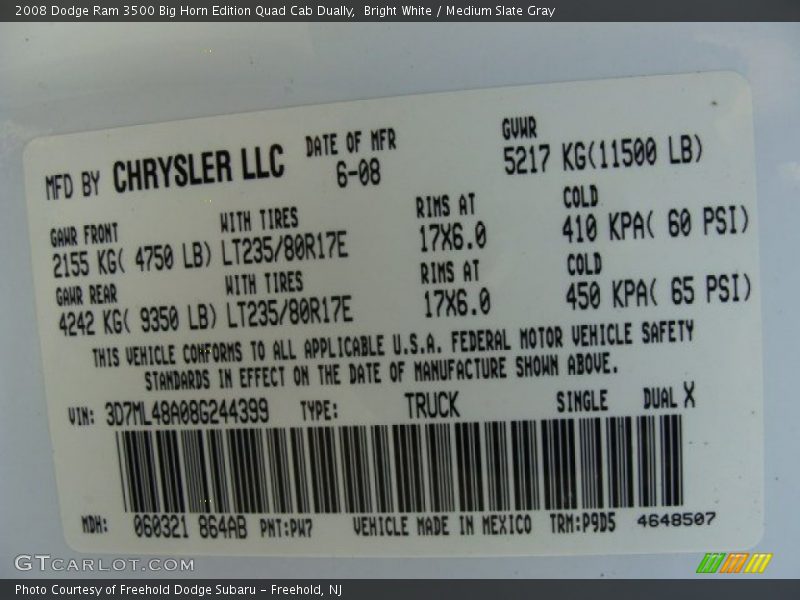 2008 Dodge Ram 3500 Big Horn Edition Quad Cab Dually,  Bright White / Medium Slate Gray
MFD BY CHRYSLER LLC DATE OF MFR GVWR
6-08 5217 KG(11500 LB)
GAWR FRONT WITH TIRES RIMS AT COLD
2155 KG( 4750 LB) LT235/80R17E 17X6.0 410 KPA( 60 PSI)
GAWR REAR WITH TIRES RIMS AT COLD
4242 KG( 9350 LB) LT235/80R17E 17X6.0 450 KPA( 65 PSI)
THIS VEHICLE CONFORMS TO ALL APPLICABLE U.S.A. FEDERAL MOTOR VEHICLE SAFETY
STANDARDS IN EFFECT ON THE DATE OF MANUFACTURE SHOWN ABOVE.
VIN: 3D7ML48A08G244399 TYPE: TRUCK SINGLE DUAL X
MDH: 060321 864AB PNT:PW7 VEHICLE MADE IN MEXICO TRM:P9D5 4648507
GTCARLOT.COM
Photo Courtesy of Freehold Dodge Subaru – Freehold, NJ